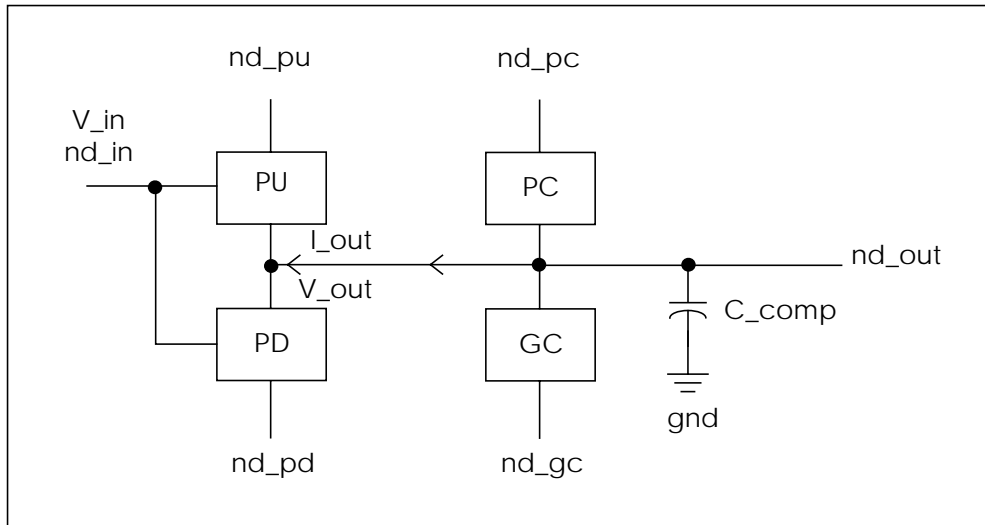 nd_pu
nd_pc
V_in
nd_in
PU
PC
I_out
V_out
nd_out
PD
GC
C_comp
gnd
nd_pd
nd_gc